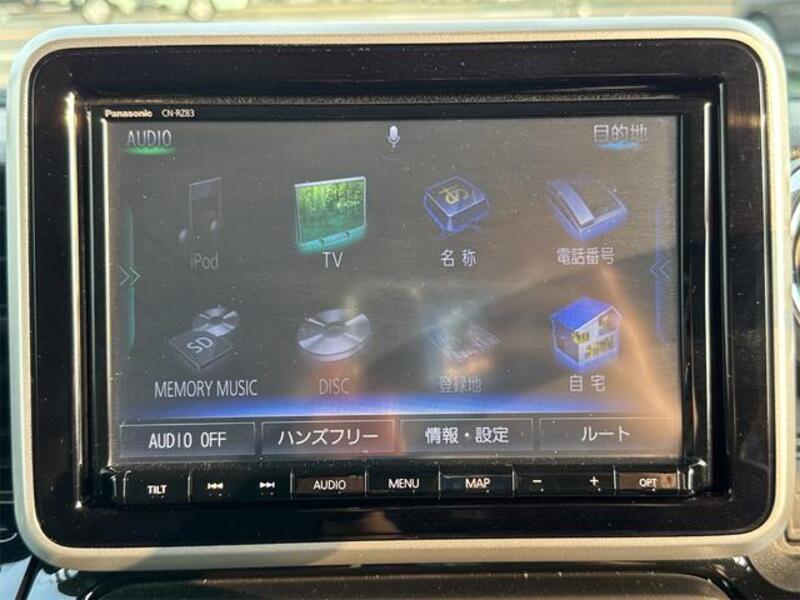 Panasonic CN-RZ83
AUDIO 目的地
iPod TV 名称 電話番号
MEMORY MUSIC DISC 登録地 自宅
SD
あ
AUDIO OFF ハンズフリー 情報・設定 ルート
TILT AUDIO MENU MAP − + OPT